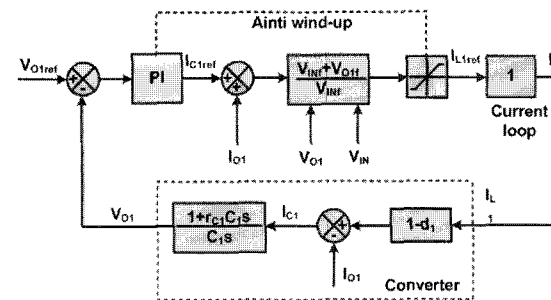 Ainti wind-up
V_O1ref + - PI I_C1ref + + V_INf+V_O1f / V_INf I_L1ref 1 I
Current loop
I_O1 V_O1 V_IN
V_O1 1+r_C1C_1s / C_1s I_C1 + - 1-d_1 I_L 1
I_O1
Converter